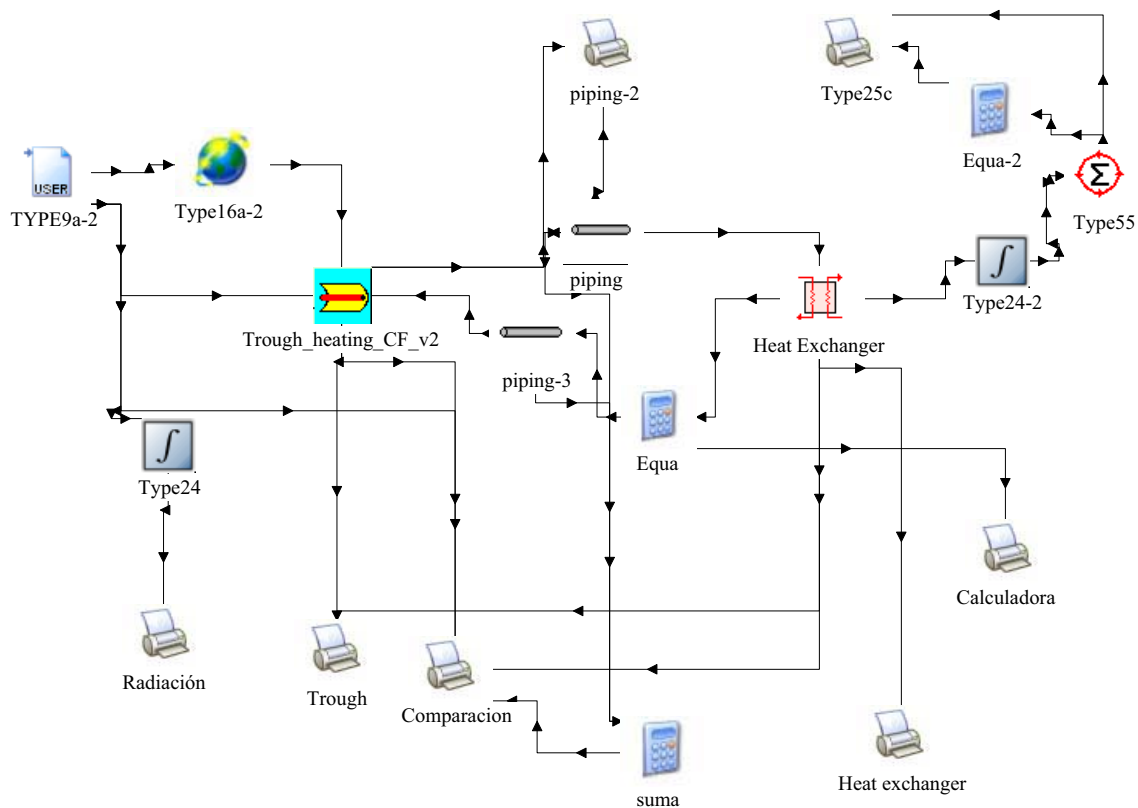 piping-2
Type25c
Equa-2
USER
TYPE9a-2
Type16a-2
Σ
Type55
piping
∫
Type24-2
Trough_heating_CF_v2
Heat Exchanger
piping-3
Equa
∫
Type24
Calculadora
Radiación
Trough
Comparacion
Heat exchanger
suma